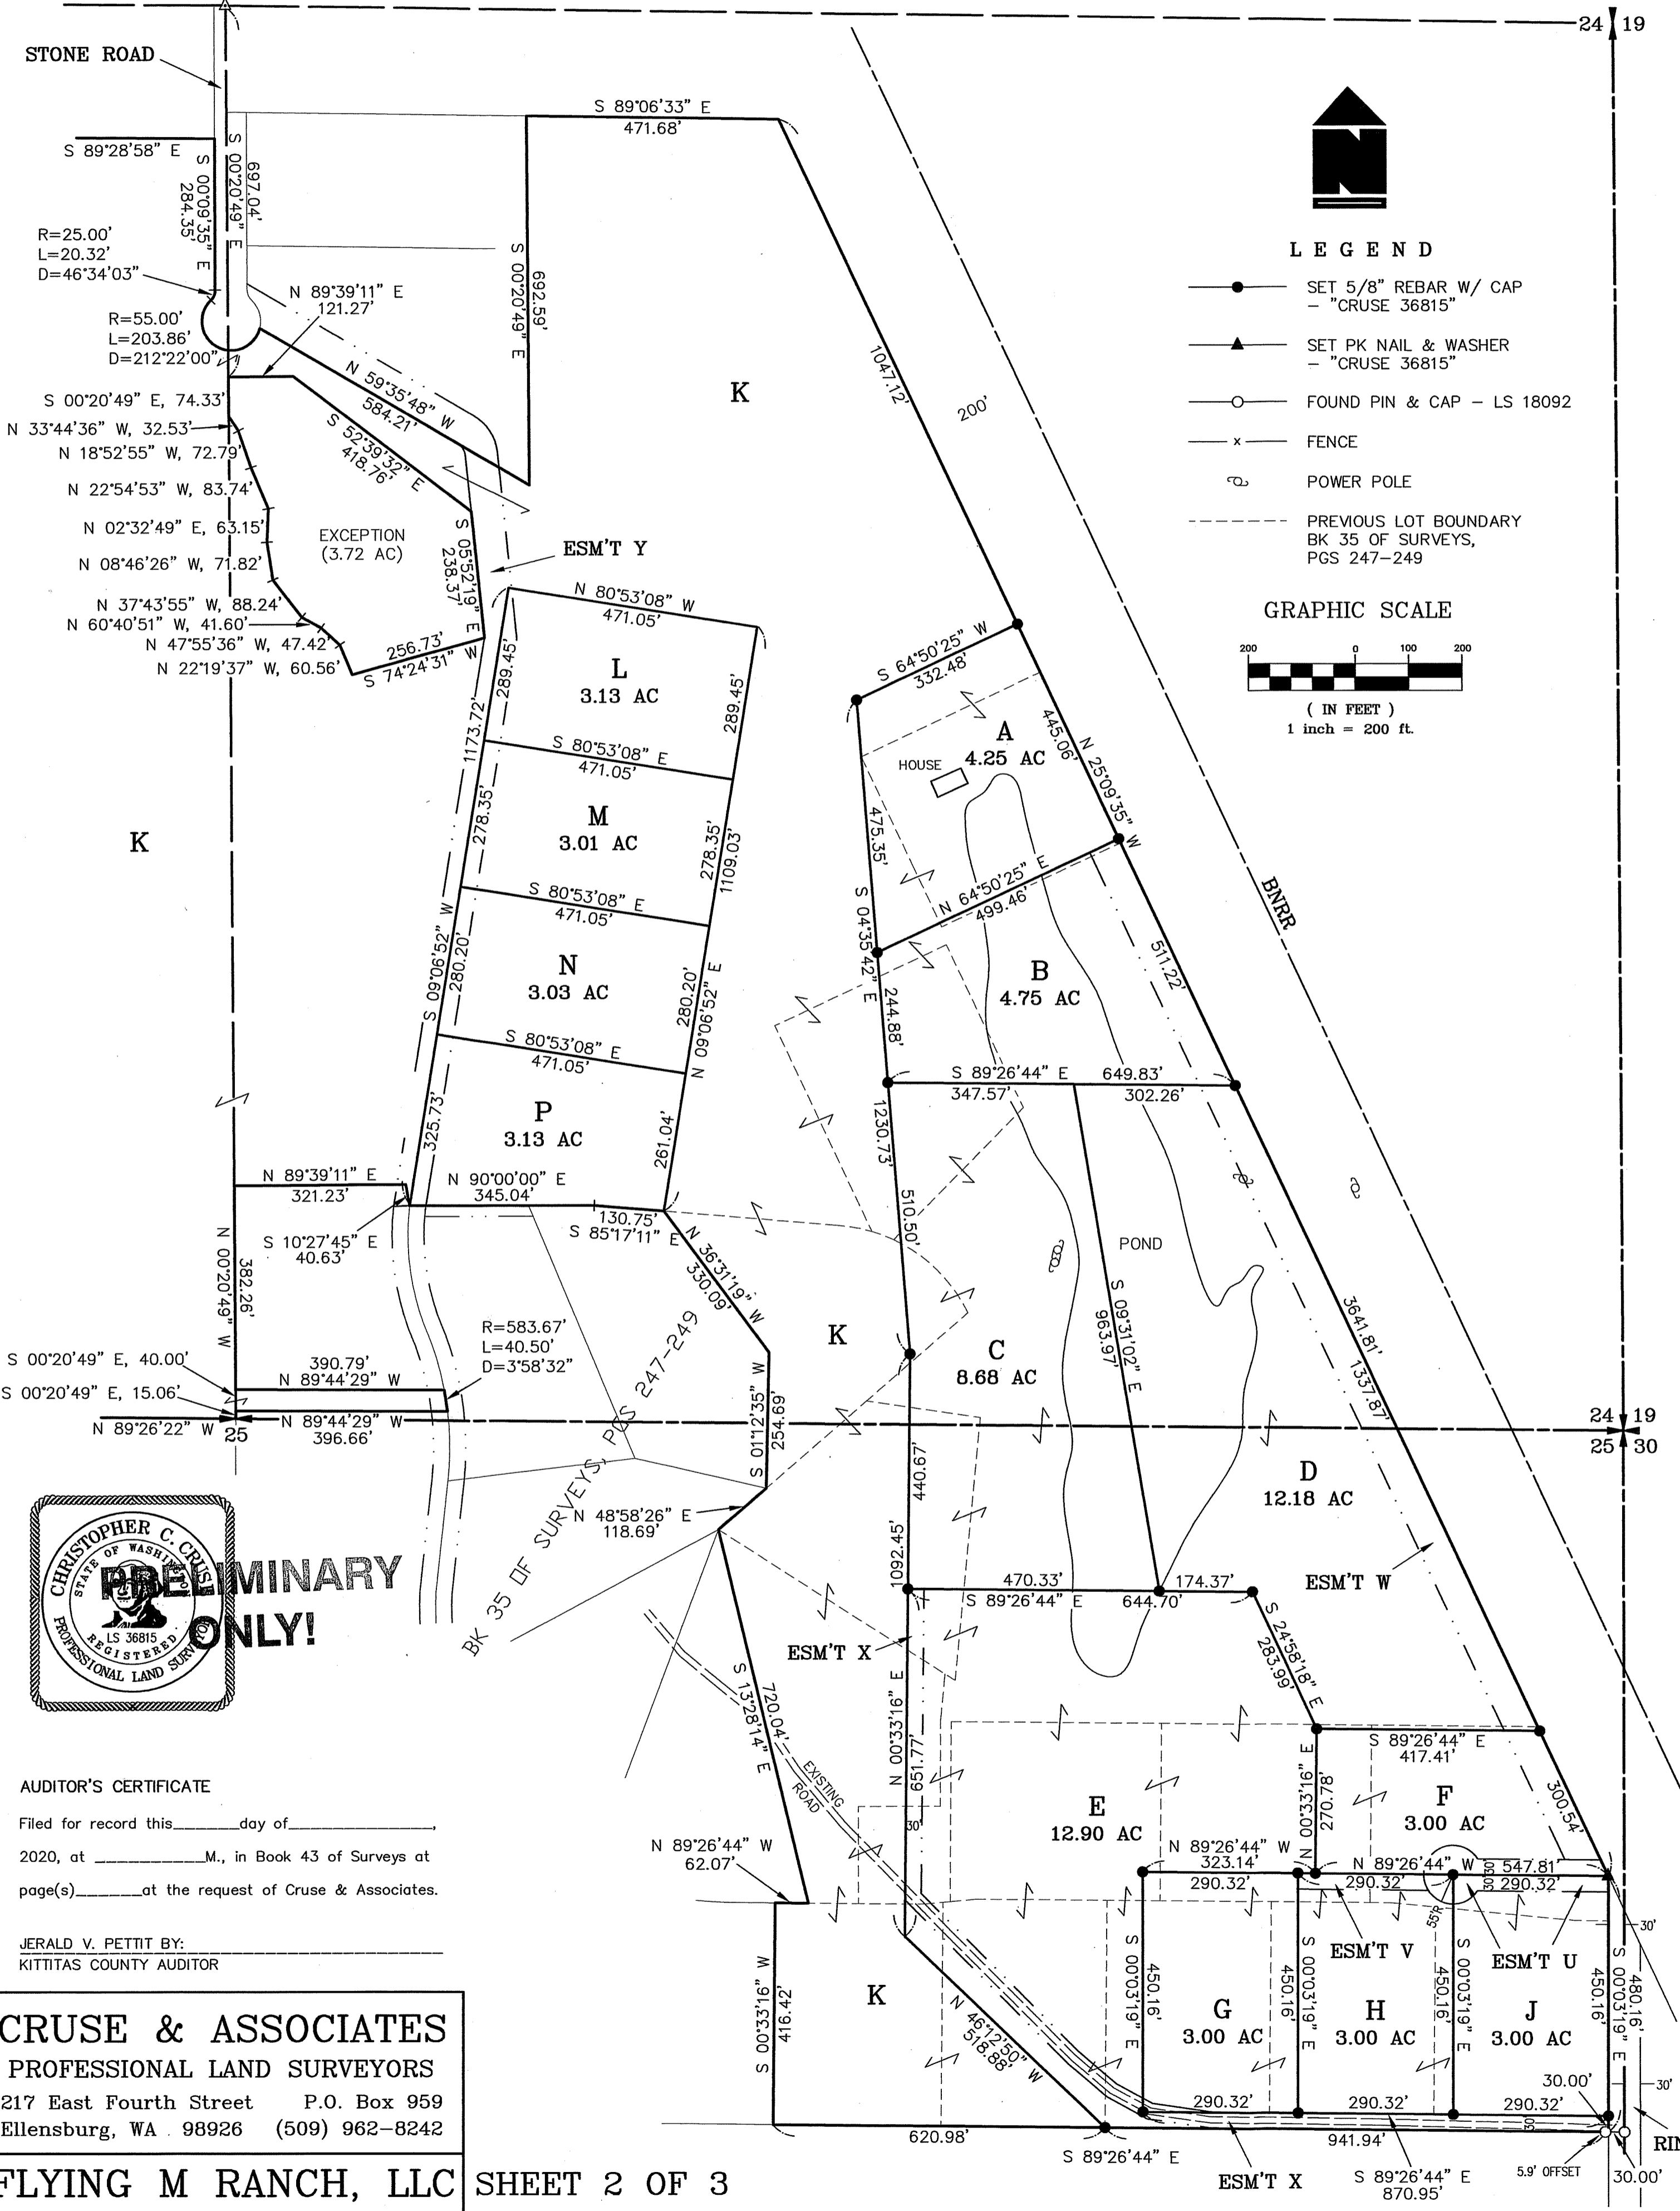 24 19
STONE ROAD
S 89°28'58" E
S 00°09'35" E
284.35'
S 00°20'49" E
697.04'
S 89°06'33" E
471.68'
R=25.00'
L=20.32'
D=46°34'03"
R=55.00'
L=203.86'
D=212°22'00"
N 89°39'11" E
121.27'
S 00°20'49" E
692.59'
N 59°35'48" W
584.21'
S 52°39'32" E
418.76'
S 00°20'49" E, 74.33'
N 33°44'36" W, 32.53'
N 18°52'55" W, 72.79'
N 22°54'53" W, 83.74'
N 02°32'49" E, 63.15'
N 08°46'26" W, 71.82'
N 37°43'55" W, 88.24'
N 60°40'51" W, 41.60'
N 47°55'36" W, 47.42'
N 22°19'37" W, 60.56'
EXCEPTION
(3.72 AC)
S 05°52'19" E
238.37'
256.73'
S 74°24'31" W
ESM'T Y
K
1047.12'
200'
LEGEND
SET 5/8" REBAR W/ CAP
– "CRUSE 36815"
SET PK NAIL & WASHER
– "CRUSE 36815"
FOUND PIN & CAP – LS 18092
x FENCE
POWER POLE
PREVIOUS LOT BOUNDARY
BK 35 OF SURVEYS,
PGS 247–249
GRAPHIC SCALE
200 0 100 200
( IN FEET )
1 inch = 200 ft.
N 80°53'08" W
471.05'
289.45'
L
3.13 AC
289.45'
1173.72'
S 80°53'08" E
471.05'
278.35'
M
3.01 AC
278.35'
1109.03'
S 80°53'08" E
471.05'
S 09°06'52" W
280.20'
N
3.03 AC
280.20'
N 09°06'52" E
S 80°53'08" E
471.05'
325.73'
P
3.13 AC
261.04'
K
S 64°50'25" W
332.48'
A
4.25 AC
HOUSE
445.06'
N 25°09'35" W
475.35'
S 04°35'42" E
N 64°50'25" E
499.46'
BNRR
B
4.75 AC
511.22'
244.88'
S 89°26'44" E 649.83'
347.57' 302.26'
1230.73'
510.50'
POND
S 09°31'02" E
963.97'
3641.81'
1337.87'
N 89°39'11" E
321.23'
N 90°00'00" E
345.04'
130.75'
S 85°17'11" E
S 10°27'45" E
40.63'
N 00°20'49" W
382.26'
N 36°31'19" W
330.09'
R=583.67'
L=40.50'
D=3°58'32"
S 00°20'49" E, 40.00'
S 00°20'49" E, 15.06'
390.79'
N 89°44'29" W
N 89°26'22" W
25
N 89°44'29" W
396.66'
K
C
8.68 AC
S 01°12'35" W
254.69'
24 19
25 30
D
12.18 AC
440.67'
N 48°58'26" E
118.69'
BK 35 OF SURVEYS, PGS 247-249
1092.45'
470.33' 174.37'
S 89°26'44" E 644.70'
ESM'T W
ESM'T X
S 24°58'18" E
283.99'
CHRISTOPHER C. CRUSE
STATE OF WASHINGTON
LS 36815
REGISTERED
PROFESSIONAL LAND SURVEYOR
PRELIMINARY
ONLY!
720.04'
S 13°28'14" E
N 00°33'16" E
651.77'
30'
EXISTING
ROAD
S 89°26'44" E
417.41'
N 00°33'16" E
270.78'
F
3.00 AC
300.54'
E
12.90 AC
N 89°26'44" W
62.07'
N 89°26'44" W
323.14'
290.32'
N 89°26'44" W 547.81'
290.32' 290.32'
30'
30'
55'R
30'
ESM'T V
ESM'T U
AUDITOR'S CERTIFICATE
Filed for record this______day of____________,
2020, at __________M., in Book 43 of Surveys at
page(s)______at the request of Cruse & Associates.
JERALD V. PETTIT BY:
KITTITAS COUNTY AUDITOR
S 00°33'16" W
416.42'
K
N 46°12'50" W
518.88'
S 00°03'19" E
450.16'
G
3.00 AC
S 00°03'19" E
450.16'
H
3.00 AC
S 00°03'19" E
450.16'
J
3.00 AC
450.16'
S 00°03'19" E
480.16'
30'
30.00'
290.32' 290.32' 290.32'
30'
620.98'
S 89°26'44" E
941.94'
ESM'T X
S 89°26'44" E
870.95'
5.9' OFFSET
30.00'
CRUSE & ASSOCIATES
PROFESSIONAL LAND SURVEYORS
217 East Fourth Street P.O. Box 959
Ellensburg, WA 98926 (509) 962–8242
FLYING M RANCH, LLC
SHEET 2 OF 3